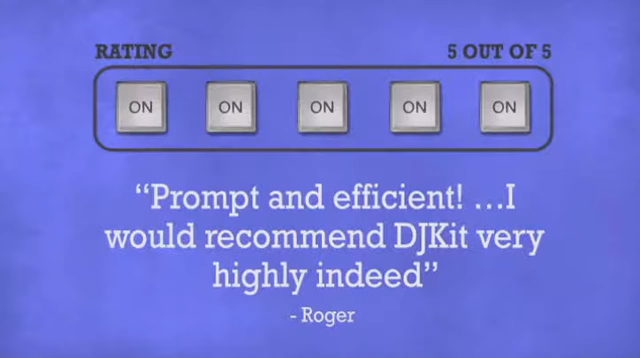 RATING 5 OUT OF 5
ON ON ON ON ON
“Prompt and efficient! ...I
would recommend DJKit very
highly indeed”
- Roger